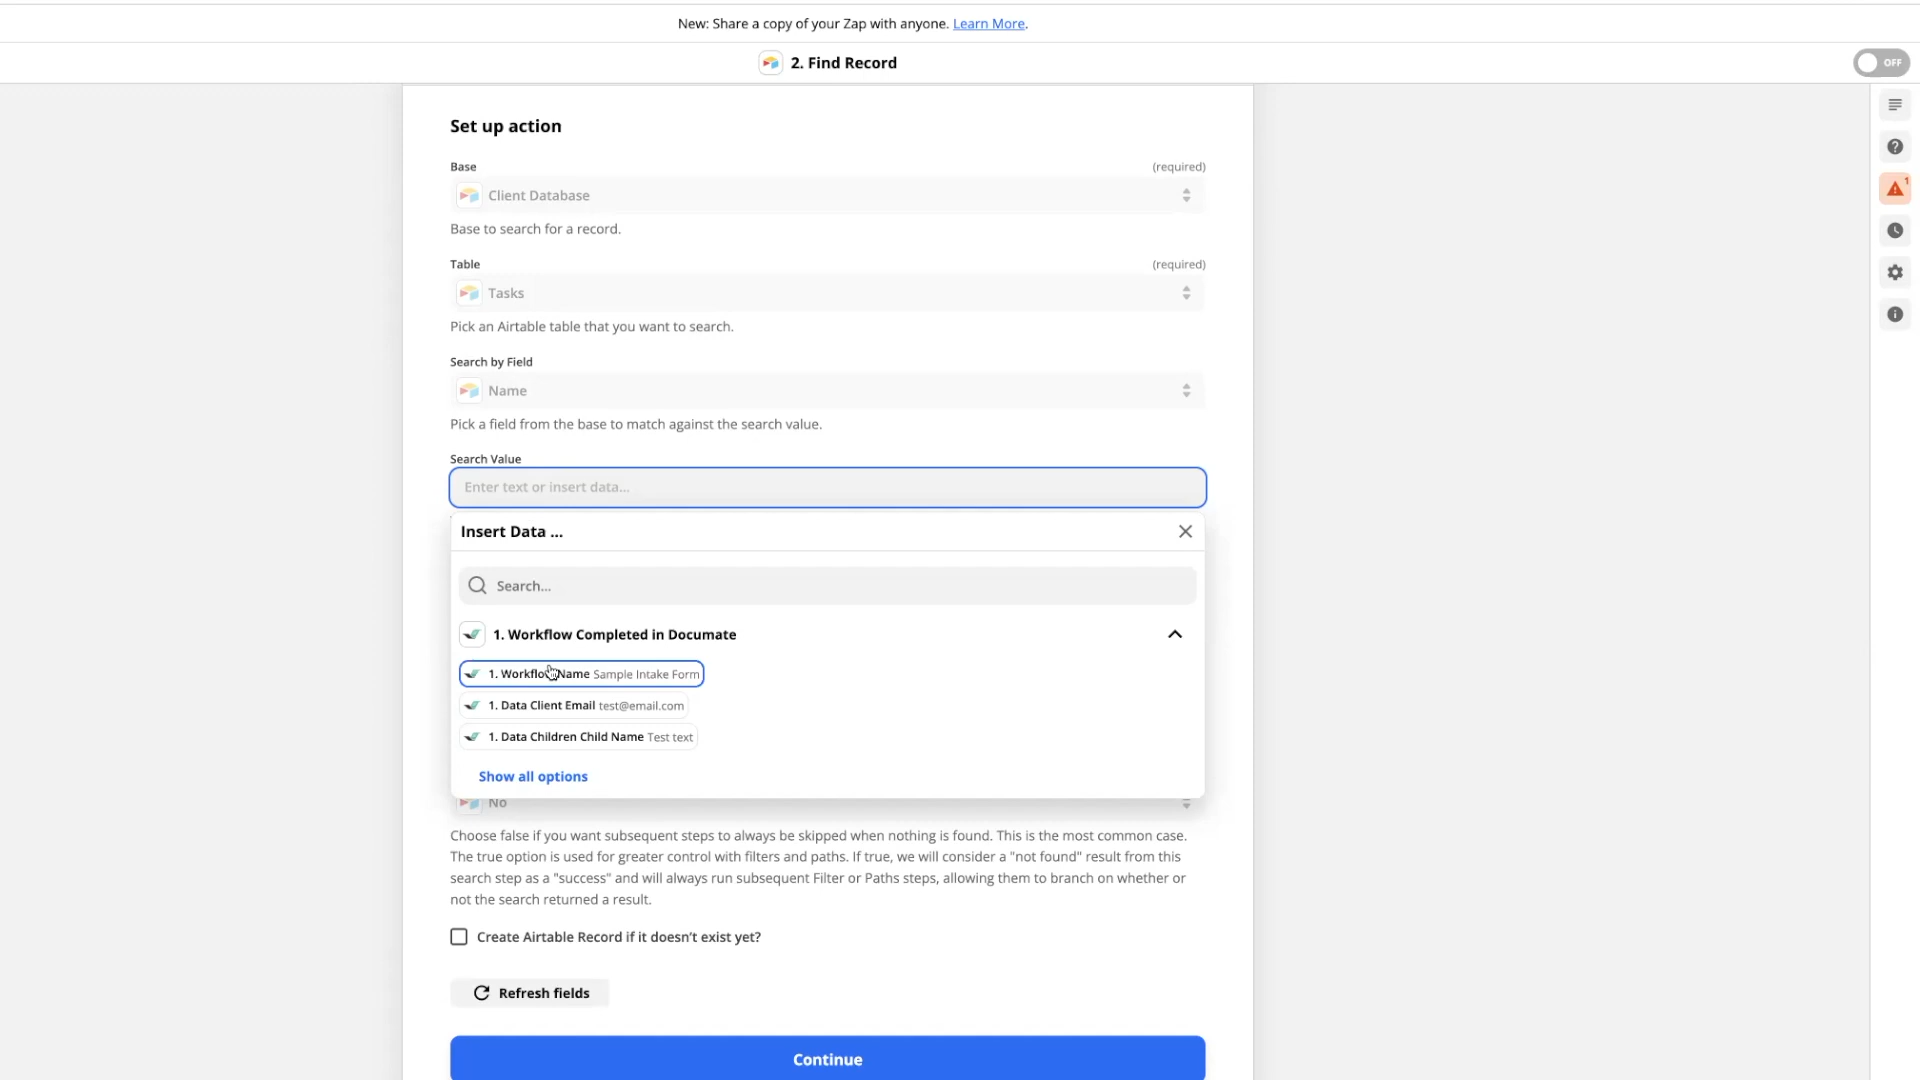 New: Share a copy of your Zap with anyone. Learn More.
2. Find Record
OFF
Set up action
Base
(required)
Client Database
Base to search for a record.
Table
(required)
Tasks
Pick an Airtable table that you want to search.
Search by Field
Name
Pick a field from the base to match against the search value.
Search Value
Enter text or insert data...
Insert Data ...
Search...
1. Workflow Completed in Documate
1. Workflow Name Sample Intake Form
1. Data Client Email test@email.com
1. Data Children Child Name Test text
Show all options
No
Choose false if you want subsequent steps to always be skipped when nothing is found. This is the most common case.
The true option is used for greater control with filters and paths. If true, we will consider a "not found" result from this
search step as a "success" and will always run subsequent Filter or Paths steps, allowing them to branch on whether or
not the search returned a result.
Create Airtable Record if it doesn't exist yet?
Refresh fields
Continue
1